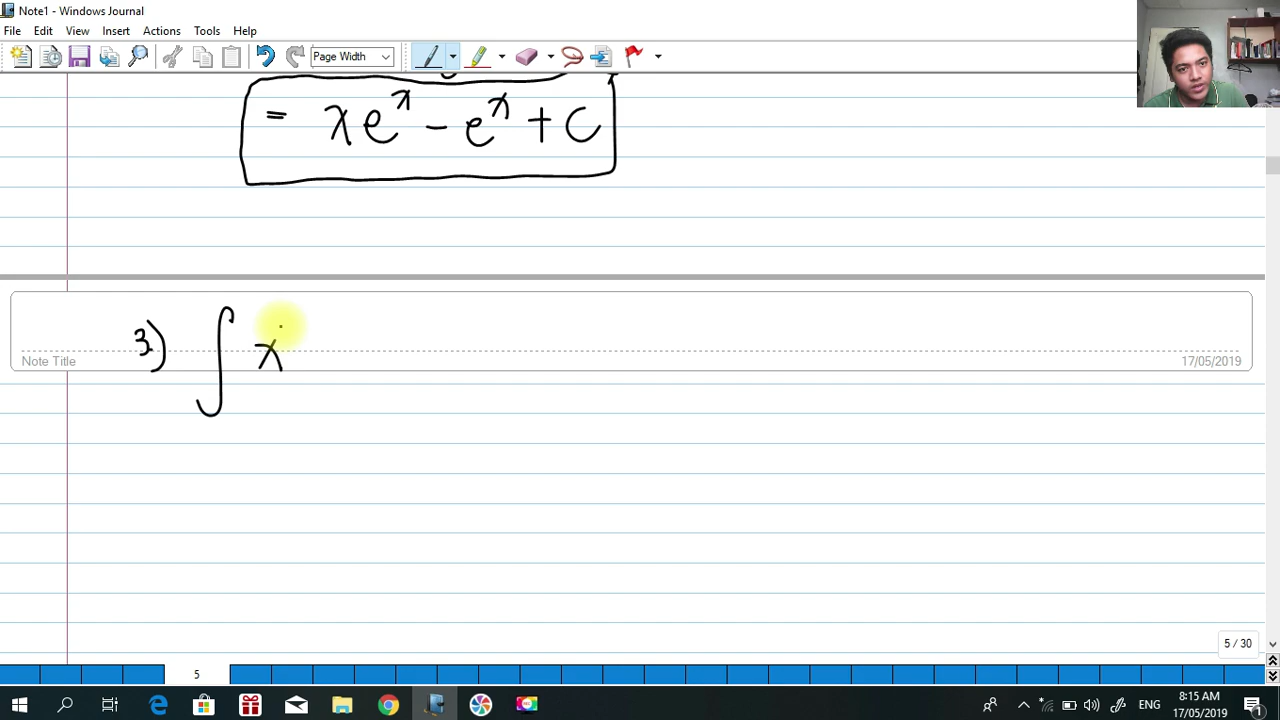 Note1 - Windows Journal
File Edit View Insert Actions Tools Help
Page Width
= xe^x - e^x + C
3) ∫ x
Note Title
17/05/2019
5 / 30
5
ENG
8:15 AM
17/05/2019
1